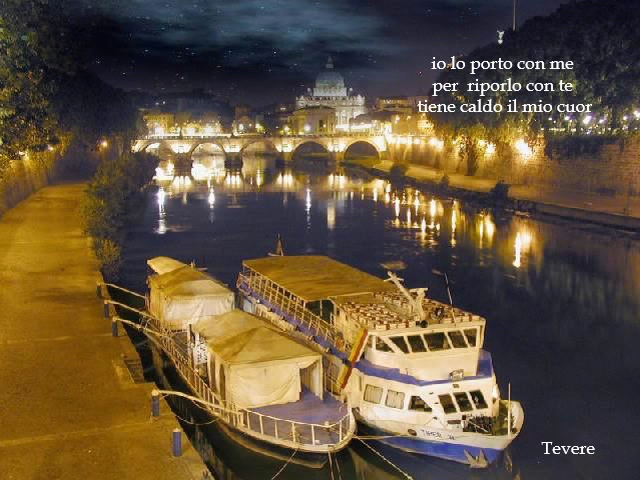 io lo porto con me
per riporlo con te
tiene caldo il mio cuor
Tevere